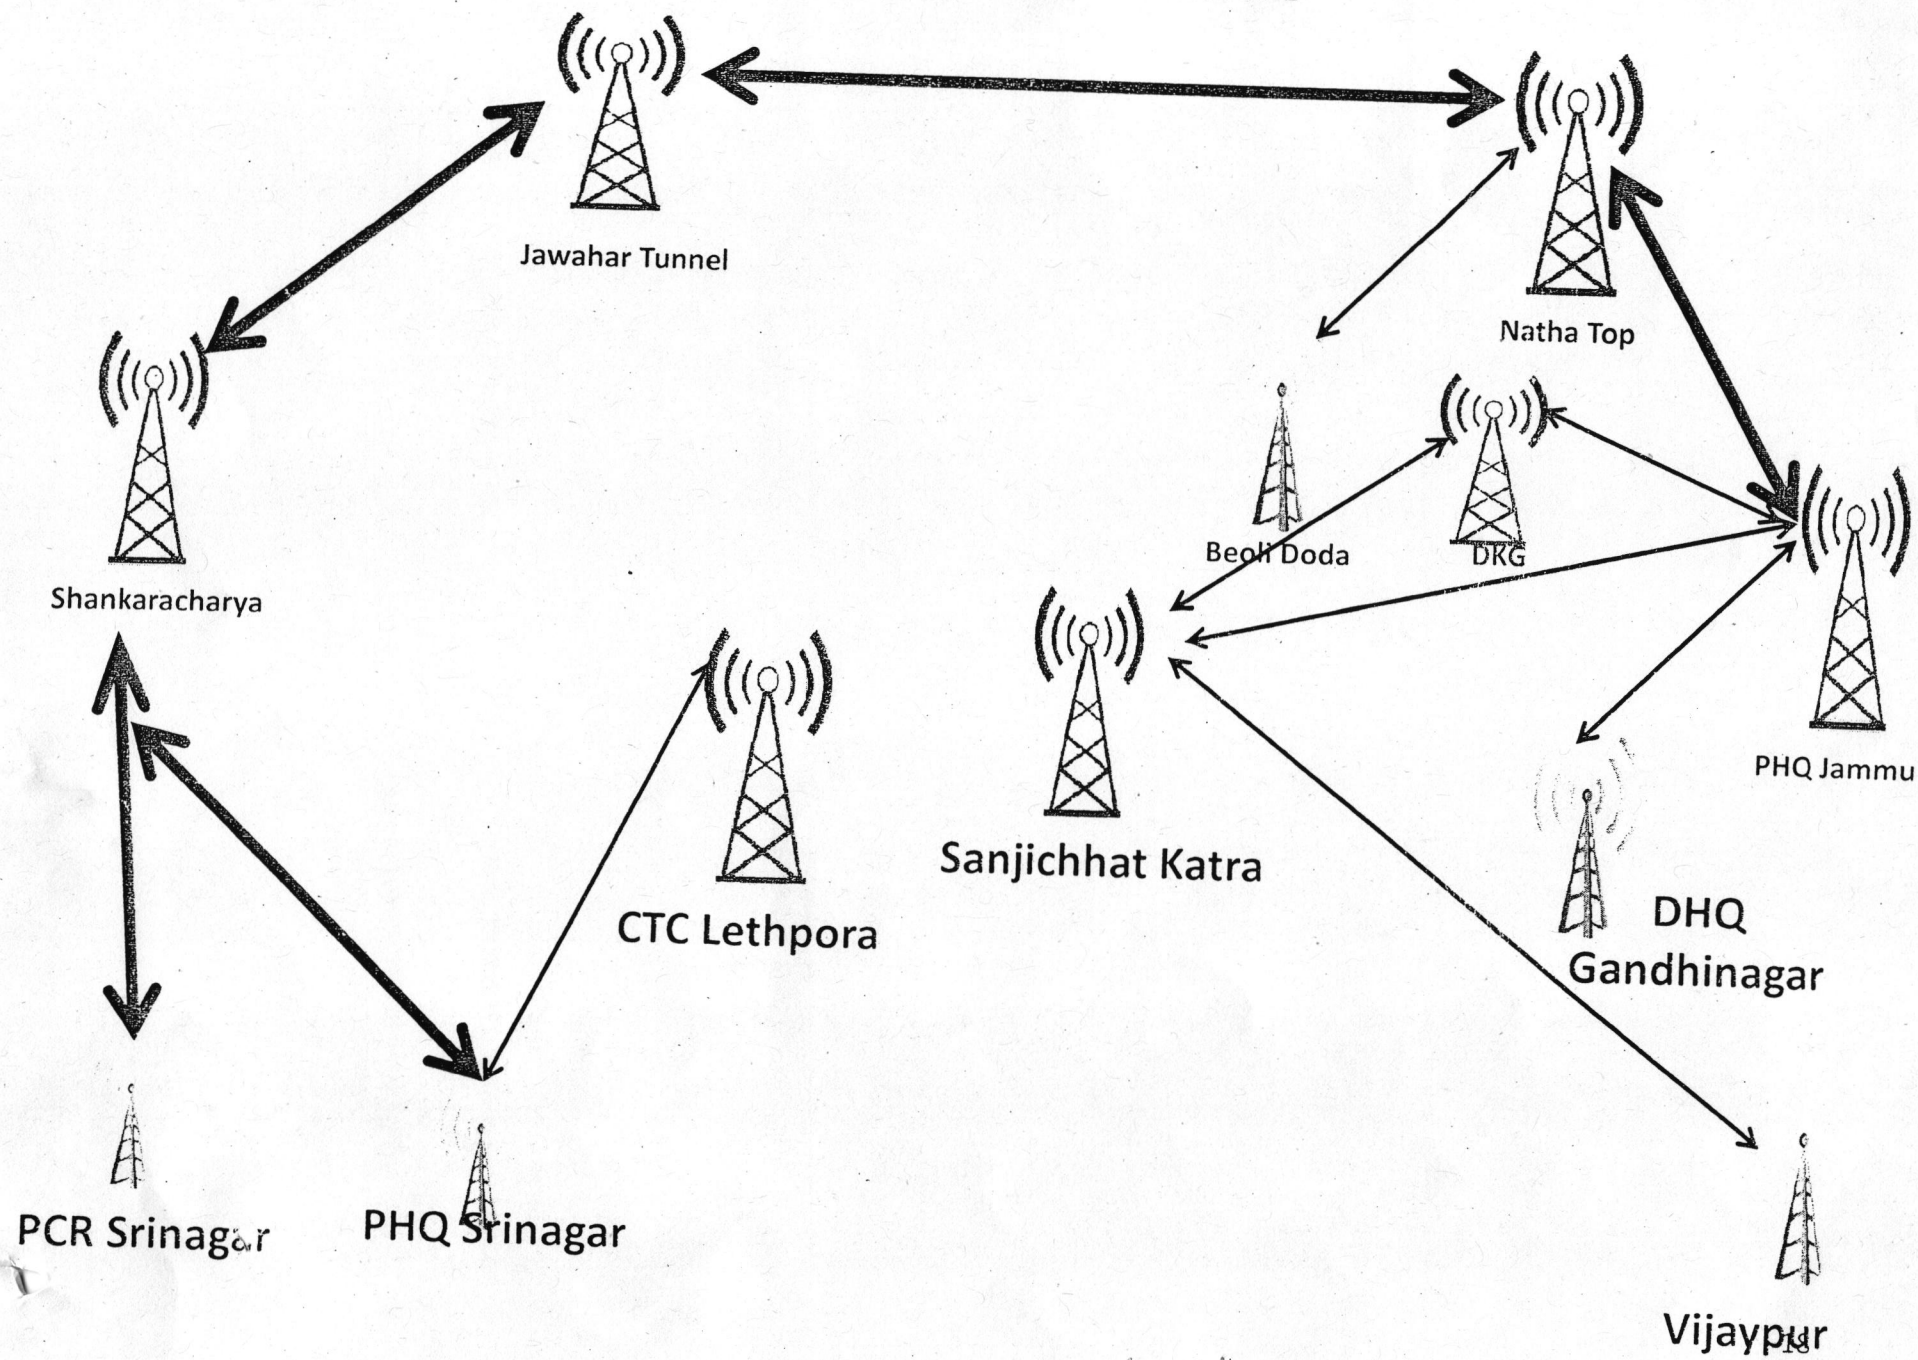 Jawahar Tunnel
Natha Top
Beoli Doda
DKG
Shankaracharya
PHQ Jammu
Sanjichhat Katra
CTC Lethpora
DHQ
Gandhinagar
PCR Srinagar
PHQ Srinagar
Vijaypur
18